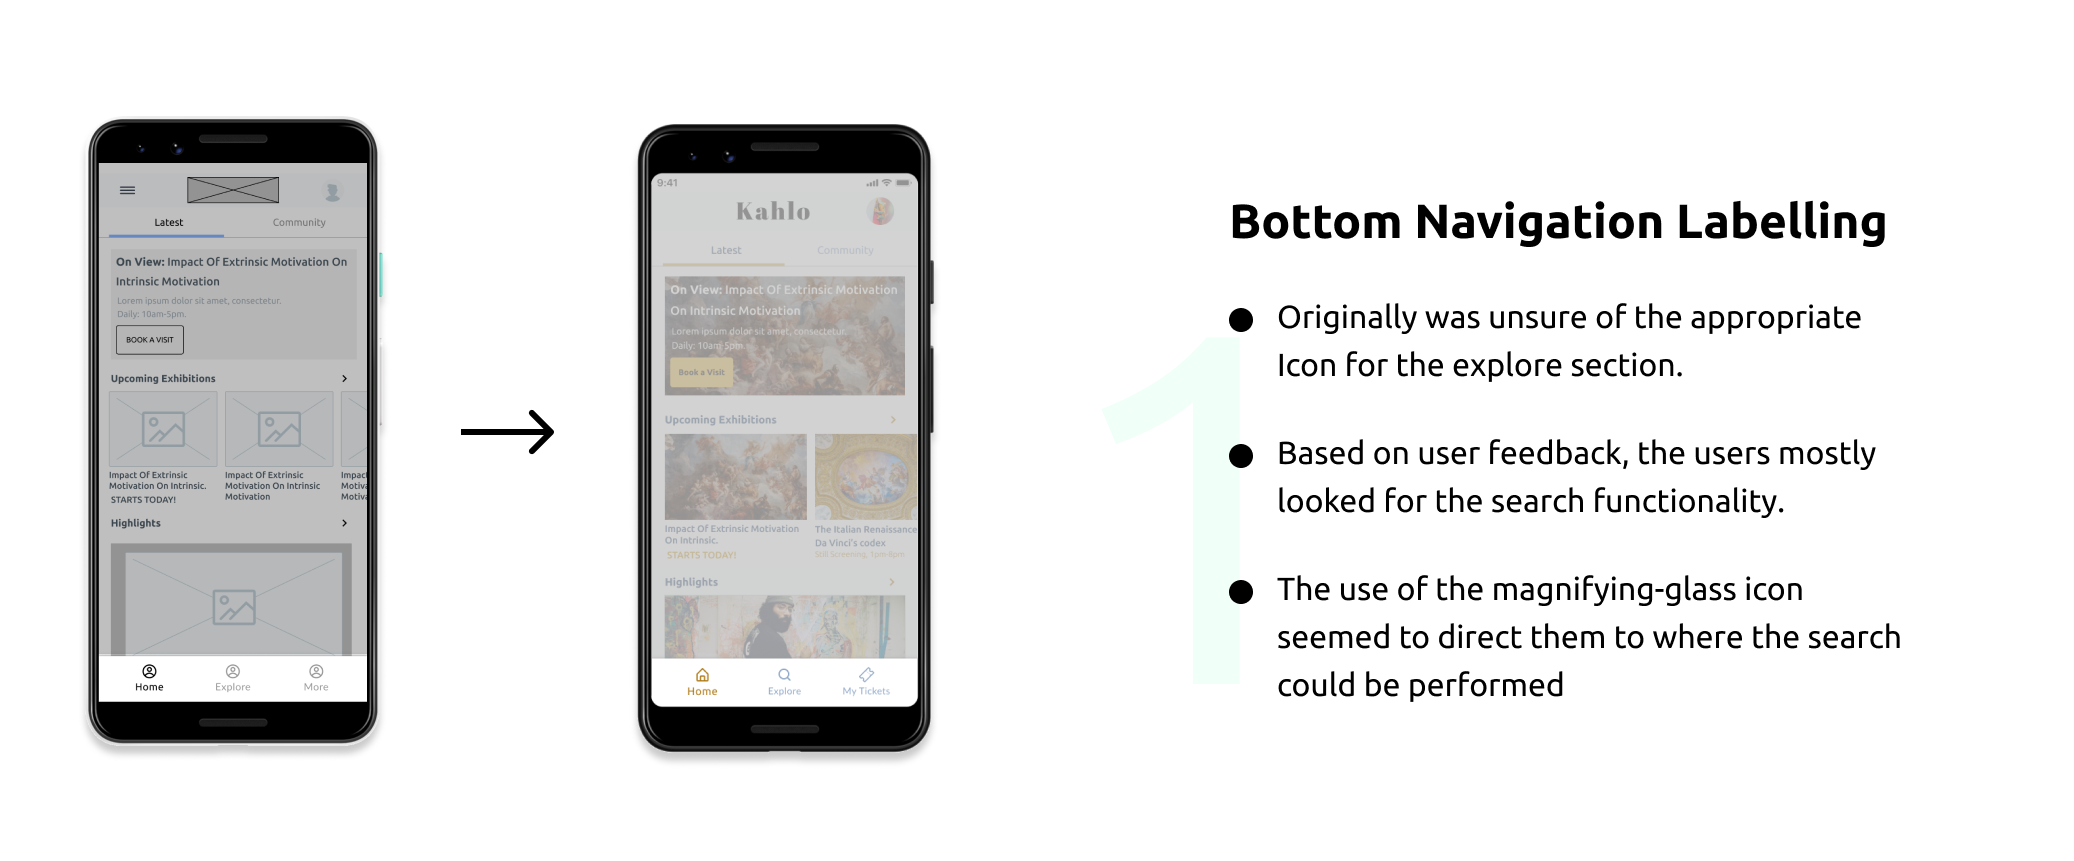 Latest
Community
On View: Impact Of Extrinsic Motivation On
Intrinsic Motivation
Lorem ipsum dolor sit amet, consectetur.
Daily: 10am-5pm.
BOOK A VISIT
Upcoming Exhibitions
Impact Of Extrinsic
Motivation On Intrinsic.
STARTS TODAY!
Impact Of Extrinsic
Motivation On Intrinsic
Motivation
Impact
Motiva
Motiva
Highlights
Home
Explore
More
9:41
Kahlo
Latest
Community
On View: Impact Of Extrinsic Motivation
On Intrinsic Motivation
Lorem ipsum dolor sit amet, consectetur.
Daily: 10am-5pm.
Book a Visit
Upcoming Exhibitions
Impact Of Extrinsic Motivation
On Intrinsic.
STARTS TODAY!
The Italian Renaissance
Da Vinci's codex
Still Screening, 1pm-6pm
Highlights
Home
Explore
My Tickets
1
Bottom Navigation Labelling
Originally was unsure of the appropriate
Icon for the explore section.
Based on user feedback, the users mostly
looked for the search functionality.
The use of the magnifying-glass icon
seemed to direct them to where the search
could be performed